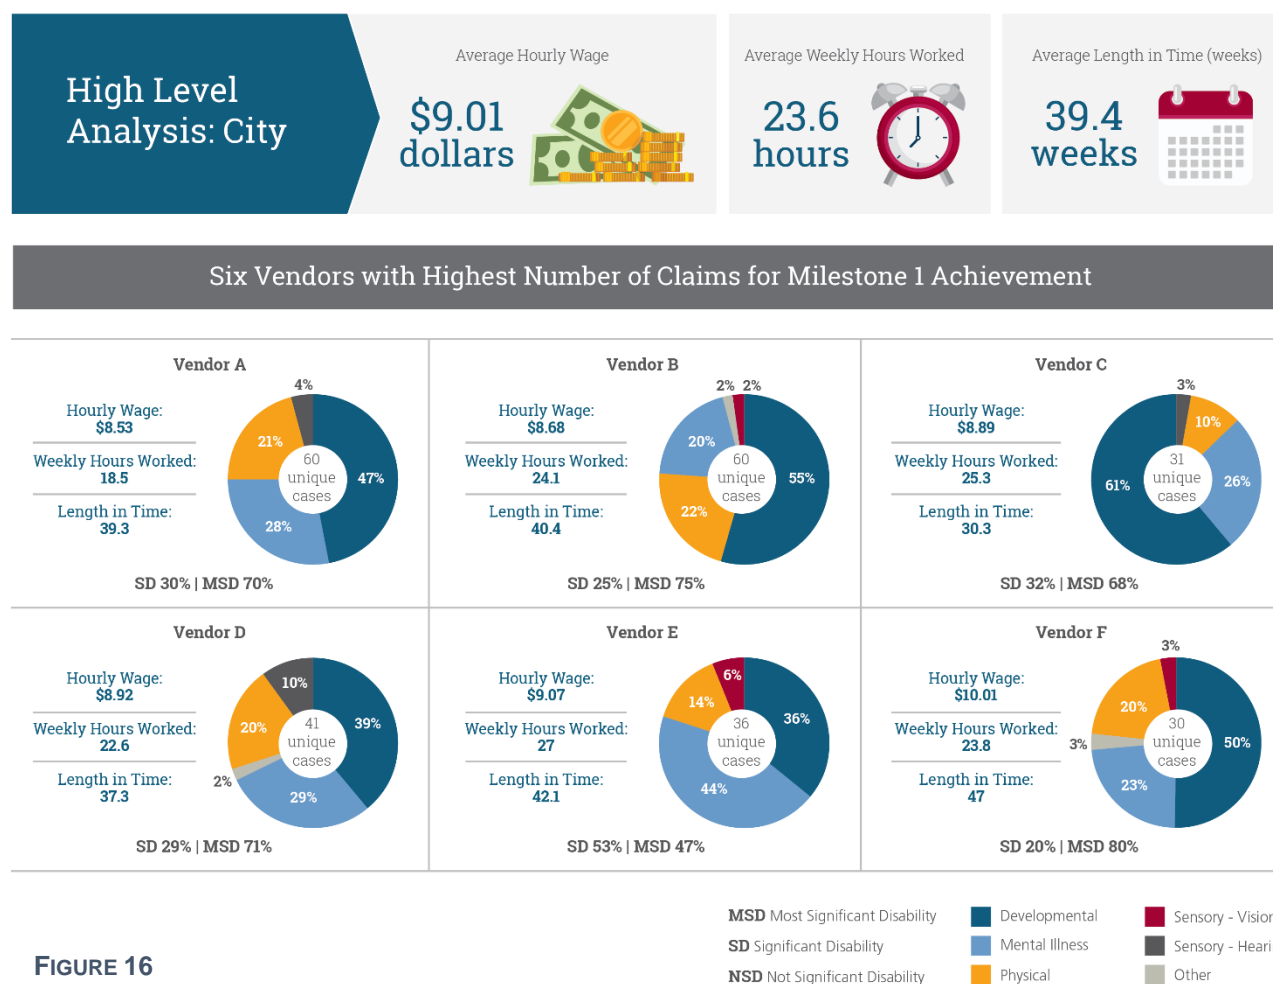 High Level
Analysis: City
Average Hourly Wage
$9.01
dollars
Average Weekly Hours Worked
23.6
hours
Average Length in Time (weeks)
39.4
weeks
Six Vendors with Highest Number of Claims for Milestone 1 Achievement
Vendor A
Hourly Wage:
$8.53
Weekly Hours Worked:
18.5
Length in Time:
39.3
4%
21%
47%
28%
60
unique
cases
SD 30% | MSD 70%
Vendor B
Hourly Wage:
$8.68
Weekly Hours Worked:
24.1
Length in Time:
40.4
2% 2%
20%
55%
22%
60
unique
cases
SD 25% | MSD 75%
Vendor C
Hourly Wage:
$8.89
Weekly Hours Worked:
25.3
Length in Time:
30.3
3%
10%
61%
26%
31
unique
cases
SD 32% | MSD 68%
Vendor D
Hourly Wage:
$8.92
Weekly Hours Worked:
22.6
Length in Time:
37.3
10%
20%
39%
2%
29%
41
unique
cases
SD 29% | MSD 71%
Vendor E
Hourly Wage:
$9.07
Weekly Hours Worked:
27
Length in Time:
42.1
6%
14%
36%
44%
36
unique
cases
SD 53% | MSD 47%
Vendor F
Hourly Wage:
$10.01
Weekly Hours Worked:
23.8
Length in Time:
47
3%
20%
3%
50%
23%
30
unique
cases
SD 20% | MSD 80%
MSD Most Significant Disability
SD Significant Disability
NSD Not Significant Disability
Developmental
Mental Illness
Physical
Sensory - Vision
Sensory - Heari
Other
FIGURE 16